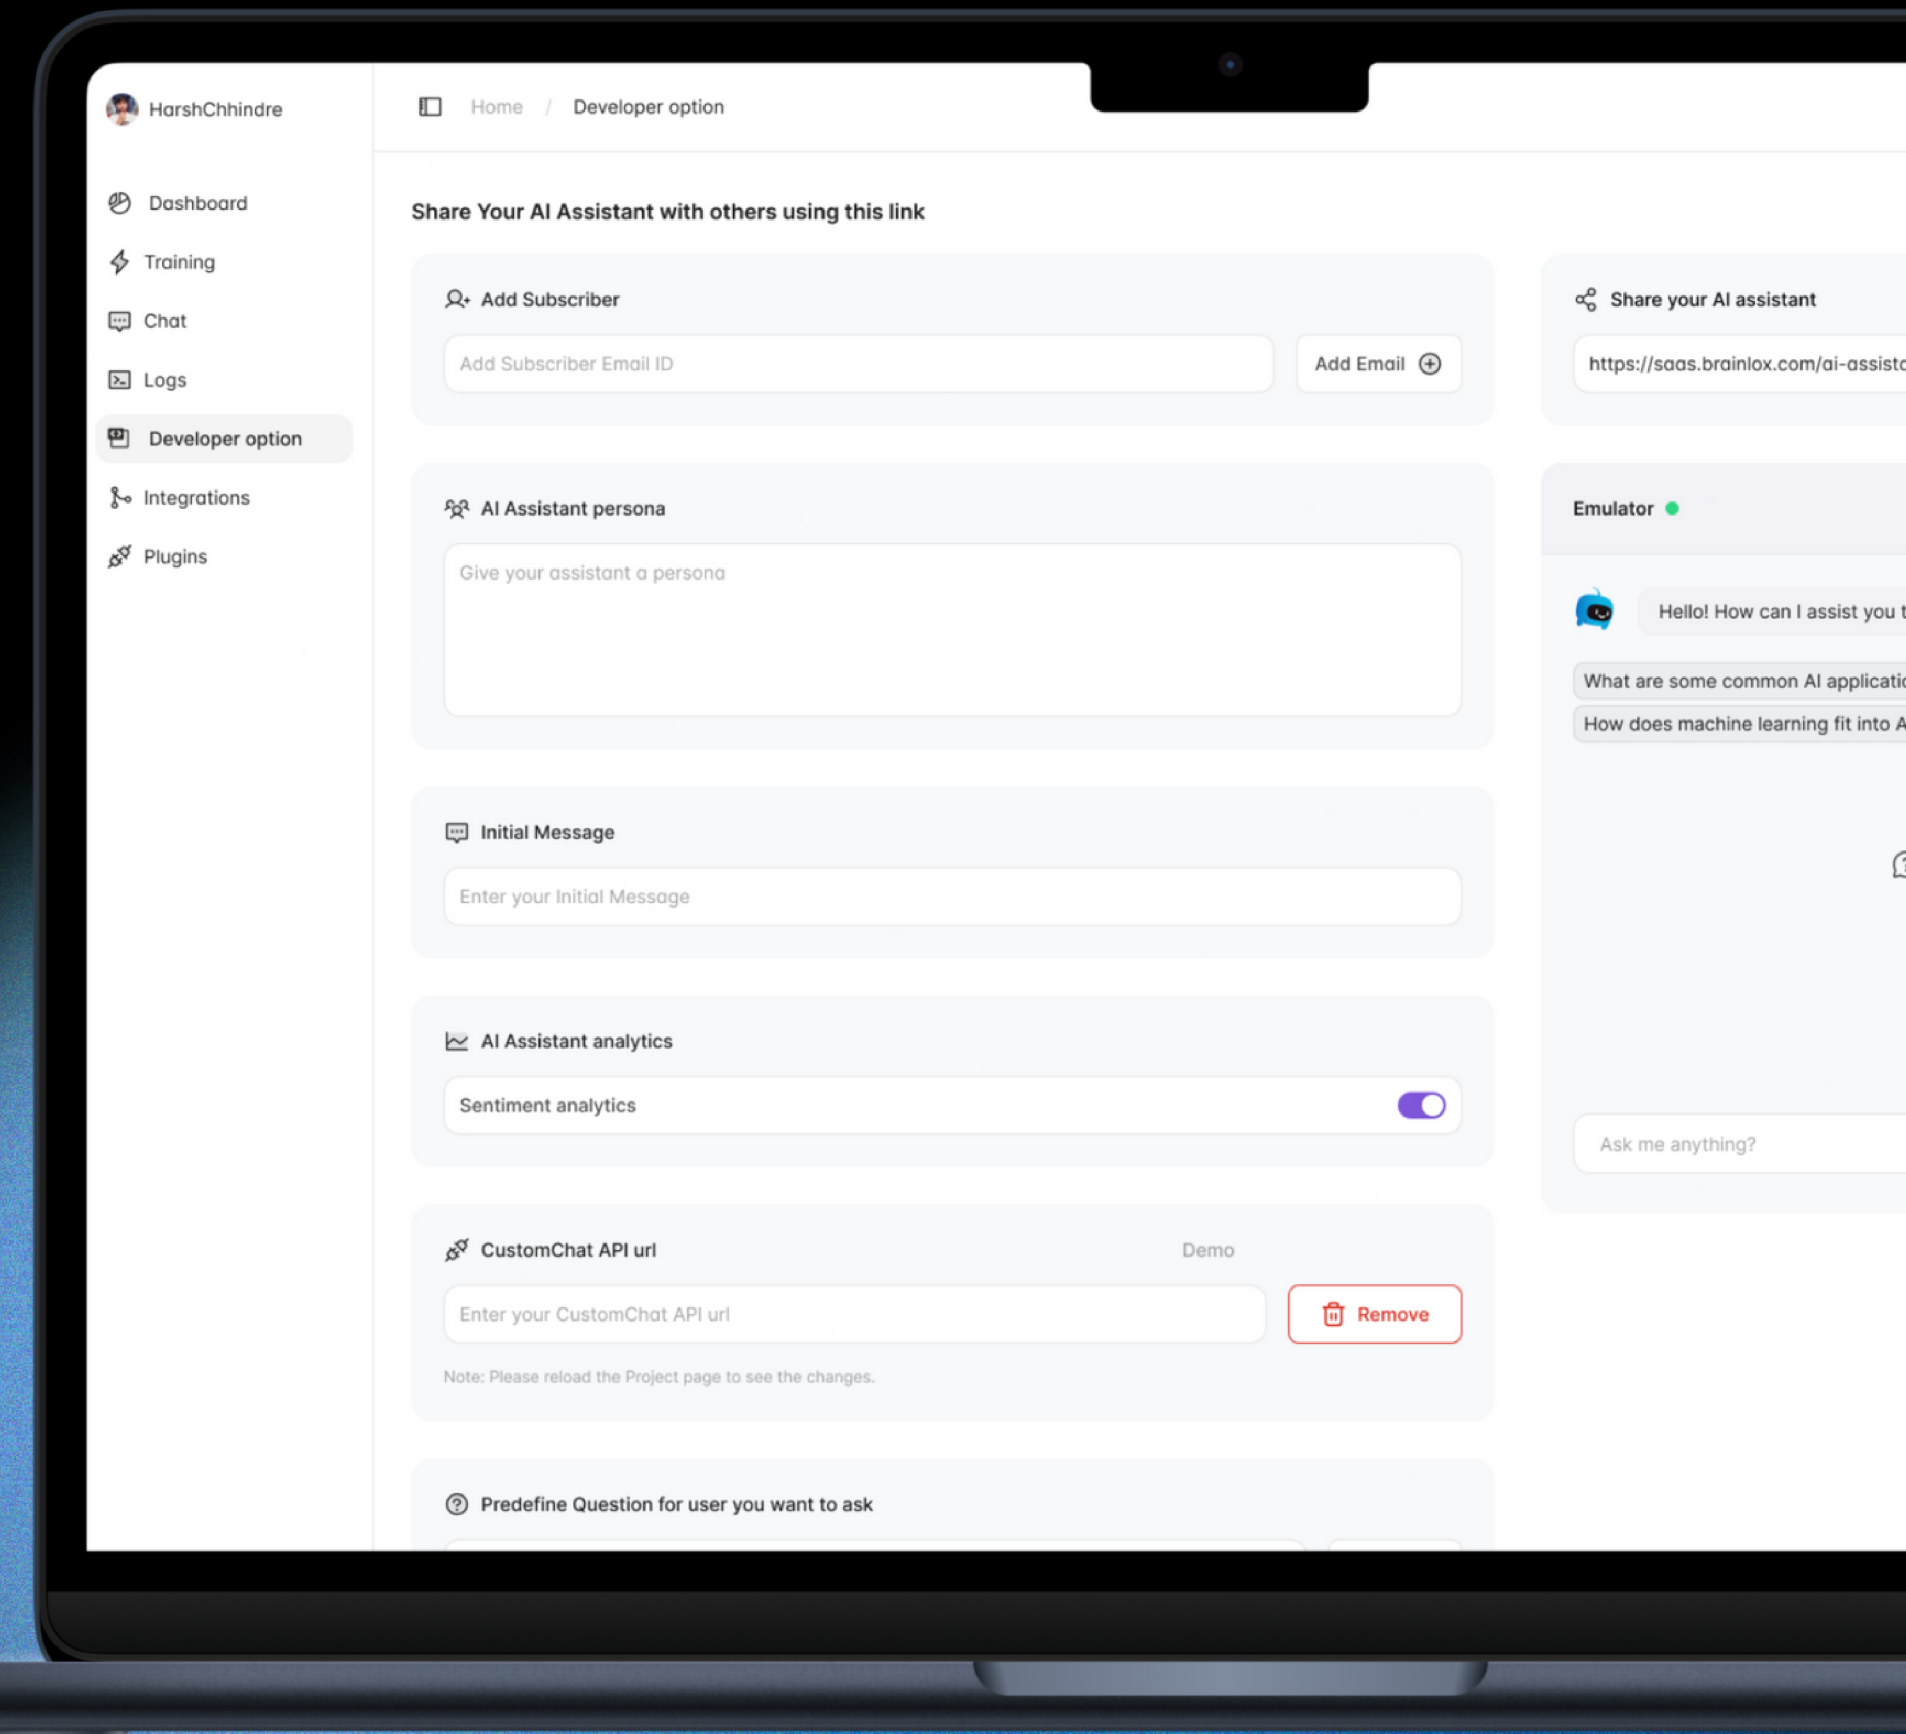 HarshChhindre
Dashboard
Training
Chat
Logs
Developer option
Integrations
Plugins
Home / Developer option
Share Your AI Assistant with others using this link
Add Subscriber
Add Subscriber Email ID
Add Email
AI Assistant persona
Give your assistant a persona
Initial Message
Enter your Initial Message
AI Assistant analytics
Sentiment analytics
CustomChat API url
Demo
Enter your CustomChat API url
Remove
Note: Please reload the Project page to see the changes.
Predefine Question for user you want to ask
Share your AI assistant
https://saas.brainlox.com/ai-assist
Emulator
Hello! How can I assist you
What are some common AI
How does machine learning fit into
Ask me anything?